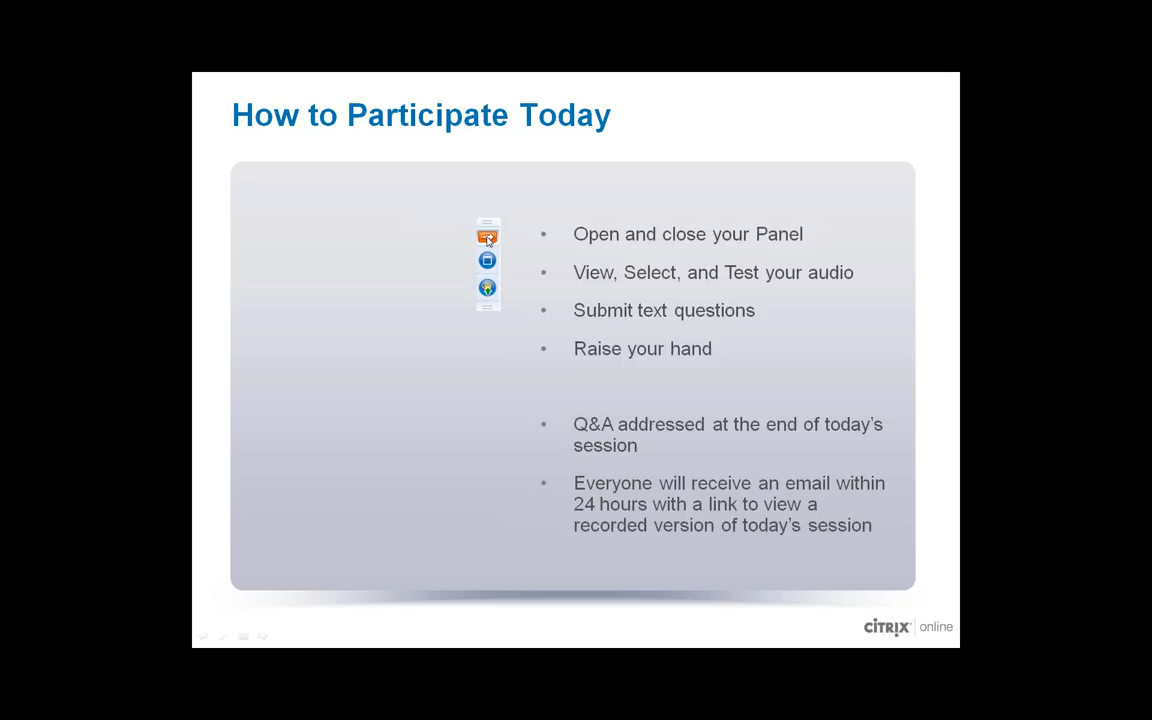 How to Participate Today
• Open and close your Panel
• View, Select, and Test your audio
• Submit text questions
• Raise your hand
• Q&A addressed at the end of today's
session
• Everyone will receive an email within
24 hours with a link to view a
recorded version of today's session
CITRIX online